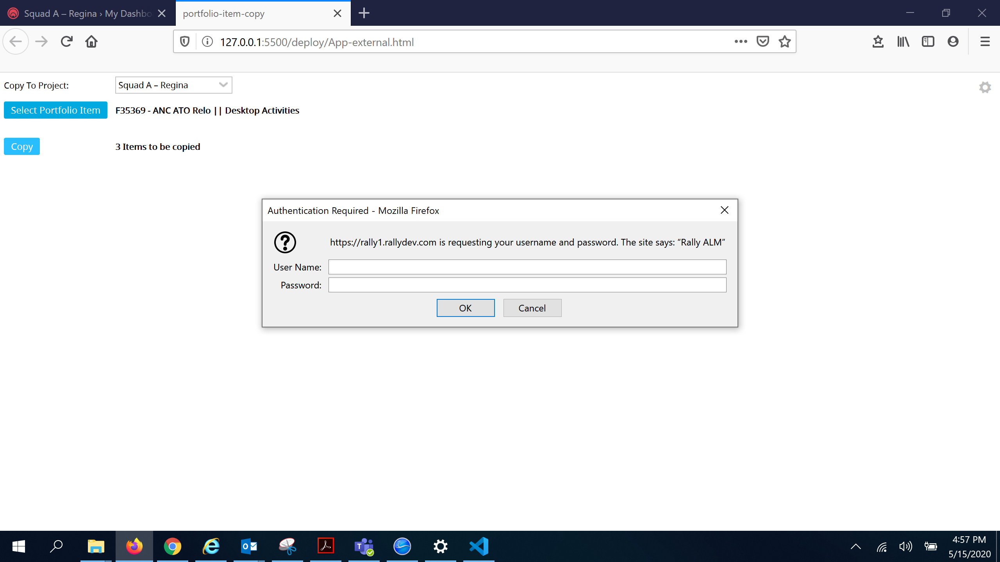 Squad A – Regina › My Dashbo
portfolio-item-copy
127.0.0.1:5500/deploy/App-external.html
Copy To Project:
Squad A – Regina
Select Portfolio Item
F35369 - ANC ATO Relo || Desktop Activities
Copy
3 Items to be copied
Authentication Required - Mozilla Firefox
https://rally1.rallydev.com is requesting your username and password. The site says: “Rally ALM”
User Name:
Password:
OK
Cancel
4:57 PM
5/15/2020